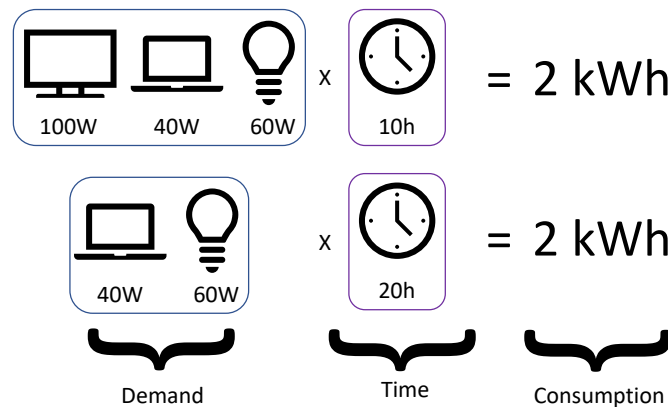 x = 2 kWh
100W 40W 60W 10h
x = 2 kWh
40W 60W 20h
Demand Time Consumption